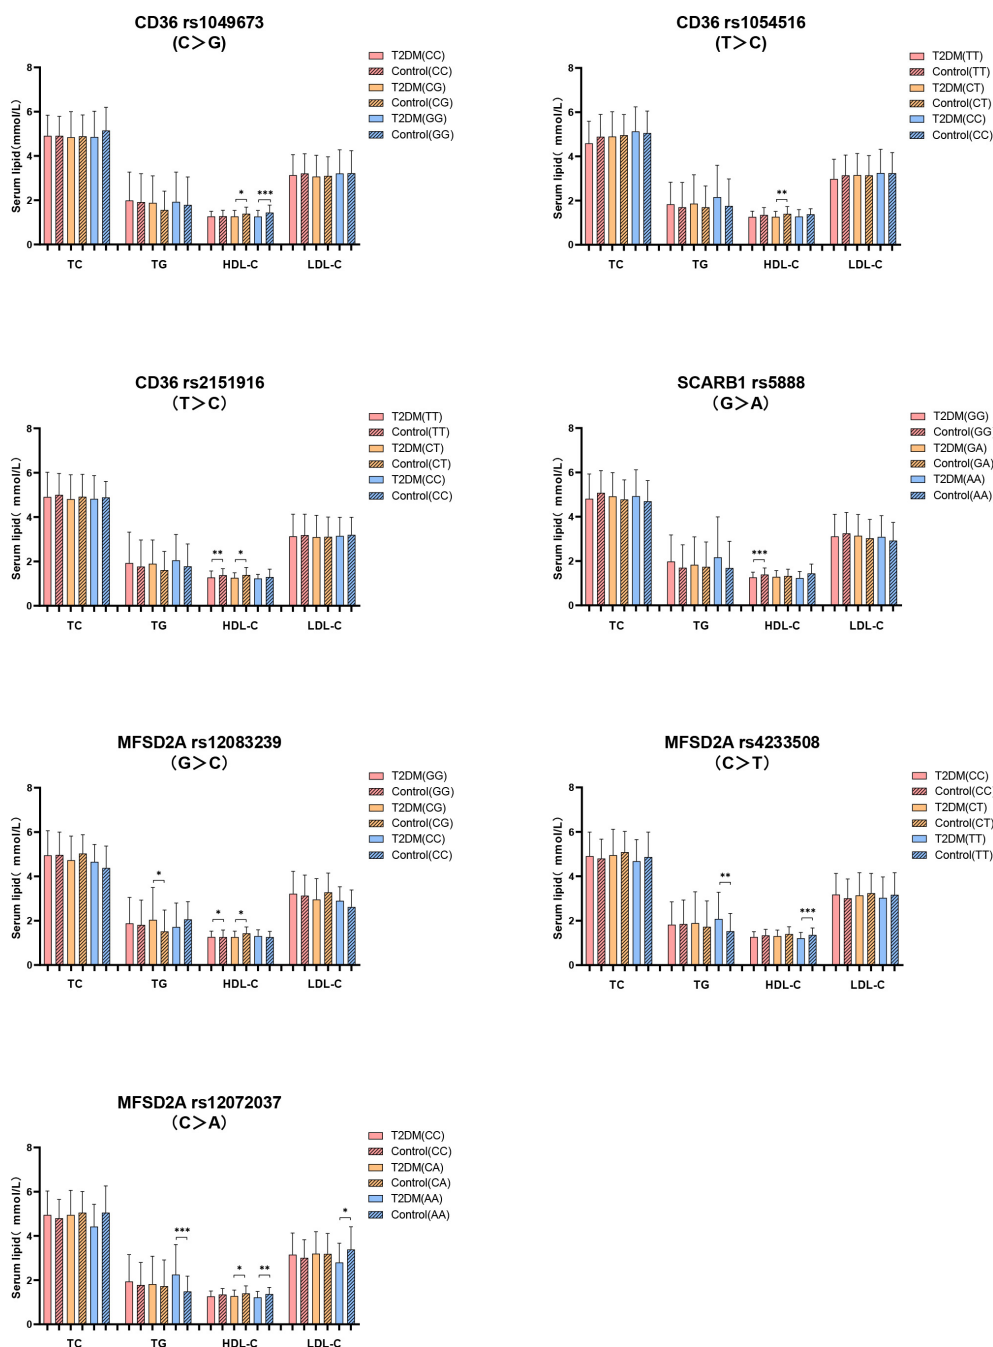 CD36 rs1049673
(C＞G)
Serum lipid(mmol/L)
8
6
4
2
0
* ***
TC TG HDL-C LDL-C
T2DM(CC)
Control(CC)
T2DM(CG)
Control(CG)
T2DM(GG)
Control(GG)
CD36 rs1054516
(T＞C)
Serum lipid( mmol/L)
8
6
4
2
0
**
TC TG HDL-C LDL-C
T2DM(TT)
Control(TT)
T2DM(CT)
Control(CT)
T2DM(CC)
Control(CC)
CD36 rs2151916
（T＞C）
Serum lipid( mmol/L)
8
6
4
2
0
** *
TC TG HDL-C LDL-C
T2DM(TT)
Control(TT)
T2DM(CT)
Control(CT)
T2DM(CC)
Control(CC)
SCARB1 rs5888
（G＞A）
Serum lipid( mmol/L)
8
6
4
2
0
***
TC TG HDL-C LDL-C
T2DM(GG)
Control(GG
T2DM(GA)
Control(GA)
T2DM(AA)
Control(AA)
MFSD2A rs12083239
（G＞C）
Serum lipid( mmol/L)
8
6
4
2
0
* * *
TC TG HDL-C LDL-C
T2DM(GG)
Control(GG)
T2DM(CG)
Control(CG)
T2DM(CC)
Control(CC)
MFSD2A rs4233508
（C＞T）
Serum lipid( mmol/L)
8
6
4
2
0
** ***
TC TG HDL-C LDL-C
T2DM(CC)
Control(CC
T2DM(CT)
Control(CT)
T2DM(TT)
Control(TT)
MFSD2A rs12072037
（C＞A）
Serum lipid( mmol/L)
8
6
4
2
0
*** * ** *
TC TG HDL-C LDL-C
T2DM(CC)
Control(CC)
T2DM(CA)
Control(CA)
T2DM(AA)
Control(AA)